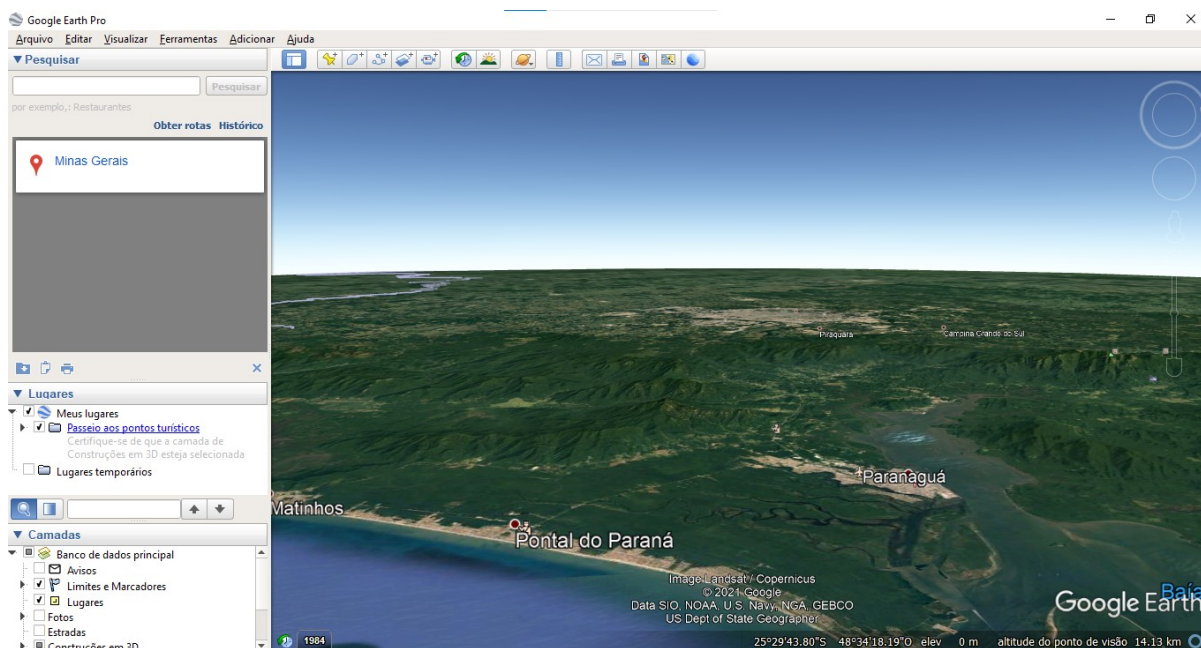 Google Earth Pro
Arquivo Editar Visualizar Ferramentas Adicionar Ajuda
Pesquisar
Pesquisar
por exemplo,: Restaurantes
Obter rotas Histórico
Minas Gerais
Lugares
Meus lugares
Passeio aos pontos turísticos
Certifique-se de que a camada de
Construções em 3D esteja selecionada
Lugares temporários
Camadas
Banco de dados principal
Avisos
Limites e Marcadores
Lugares
Fotos
Estradas
Construções em 3D
Piraquara
Campina Grande do Sul
Paranaguá
Matinhos
Pontal do Paraná
Baía
Image Landsat / Copernicus
© 2021 Google
Data SIO, NOAA, U.S. Navy, NGA, GEBCO
US Dept of State Geographer
Google Earth
1984
25°29'43.80"S 48°34'18.19"O elev 0 m altitude do ponto de visão 14.13 km